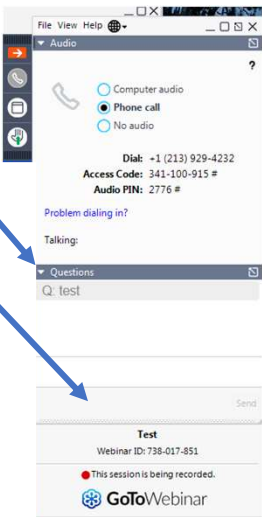 File View Help
Audio
?
Computer audio
Phone call
No audio
Dial: +1 (213) 929-4232
Access Code: 341-100-915 #
Audio PIN: 2776 #
Problem dialing in?
Talking:
Questions
Q: test
Send
Test
Webinar ID: 738-017-851
This session is being recorded.
GoToWebinar